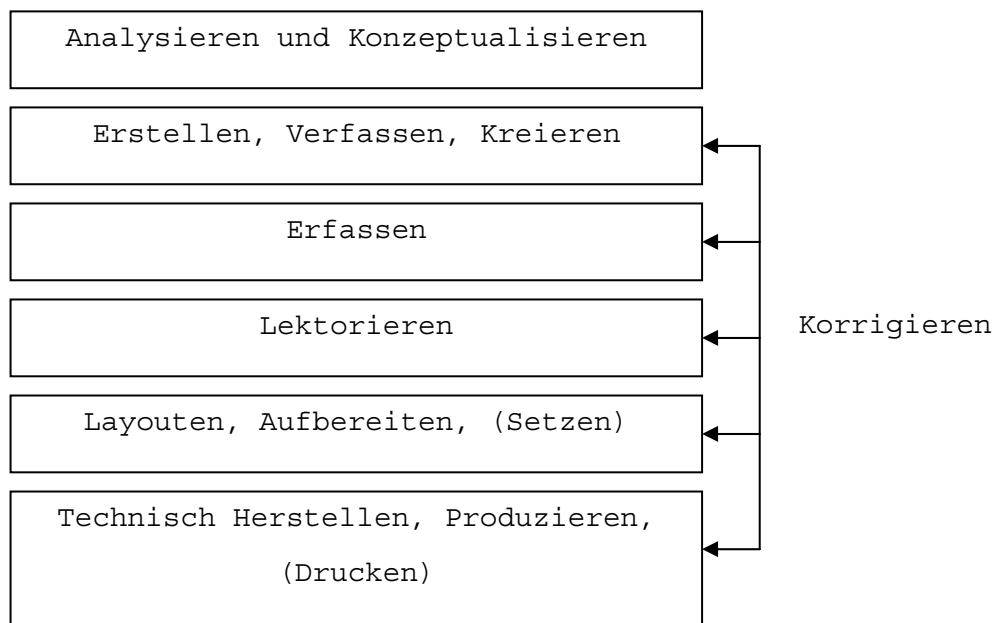 Analysieren und Konzeptualisieren
Erstellen, Verfassen, Kreieren
Erfassen
Lektorieren
Korrigieren
Layouten, Aufbereiten, (Setzen)
Technisch Herstellen, Produzieren,
(Drucken)